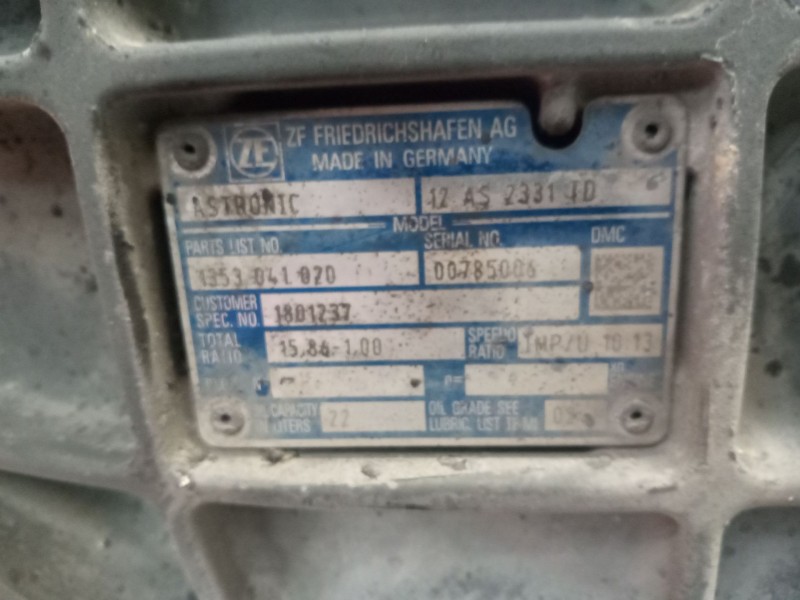 ZF ZF FRIEDRICHSHAFEN AG
MADE IN GERMANY
ASTRONIC 12 AS 2331 TD
MODEL
PARTS LIST NO. SERIAL NO. DMC
1353 041 020 00785006
CUSTOMER
SPEC. NO. 1801237
TOTAL
RATIO 15.86-1.00 SPEEDO
RATIO IMP/U 10 13
P=
CAPACITY
LITERS 22 OIL GRADE SEE
LUBRIC. LIST TE-ML